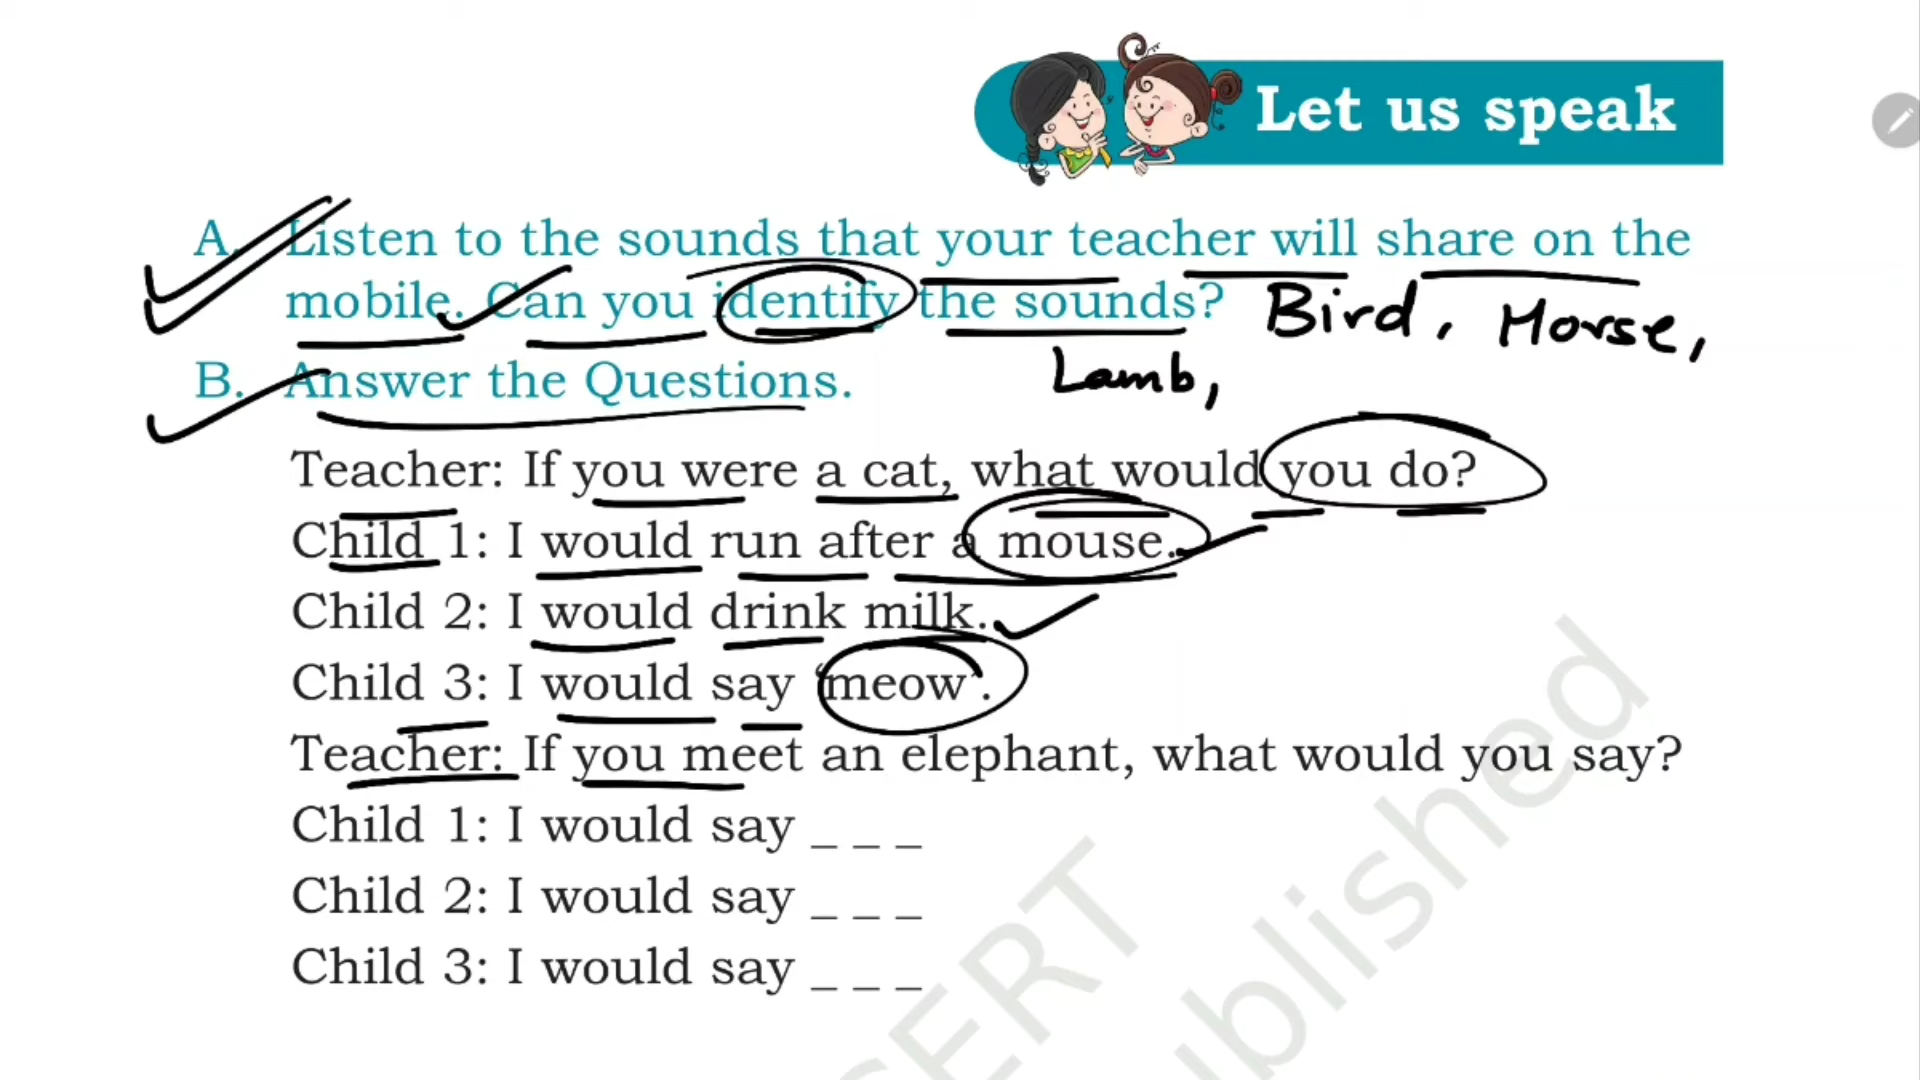 Let us speak
A. Listen to the sounds that your teacher will share on the
mobile. Can you identify the sounds? Bird, Horse,
Lamb,
B. Answer the Questions.
Teacher: If you were a cat, what would you do?
Child 1: I would run after a mouse.
Child 2: I would drink milk.
Child 3: I would say ‘meow’.
Teacher: If you meet an elephant, what would you say?
Child 1: I would say _ _ _
Child 2: I would say _ _ _
Child 3: I would say _ _ _